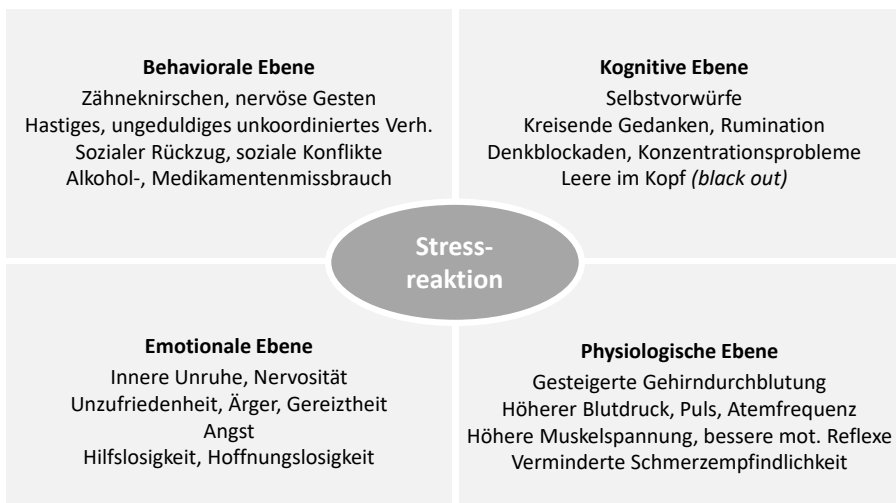 Behaviorale Ebene
Zähneknirschen, nervöse Gesten
Hastiges, ungeduldiges unkoordiniertes Verh.
Sozialer Rückzug, soziale Konflikte
Alkohol-, Medikamentenmissbrauch
Kognitive Ebene
Selbstvorwürfe
Kreisende Gedanken, Rumination
Denkblockaden, Konzentrationsprobleme
Leere im Kopf (black out)
Stress-
reaktion
Emotionale Ebene
Innere Unruhe, Nervosität
Unzufriedenheit, Ärger, Gereiztheit
Angst
Hilfslosigkeit, Hoffnungslosigkeit
Physiologische Ebene
Gesteigerte Gehirndurchblutung
Höherer Blutdruck, Puls, Atemfrequenz
Höhere Muskelspannung, bessere mot. Reflexe
Verminderte Schmerzempfindlichkeit